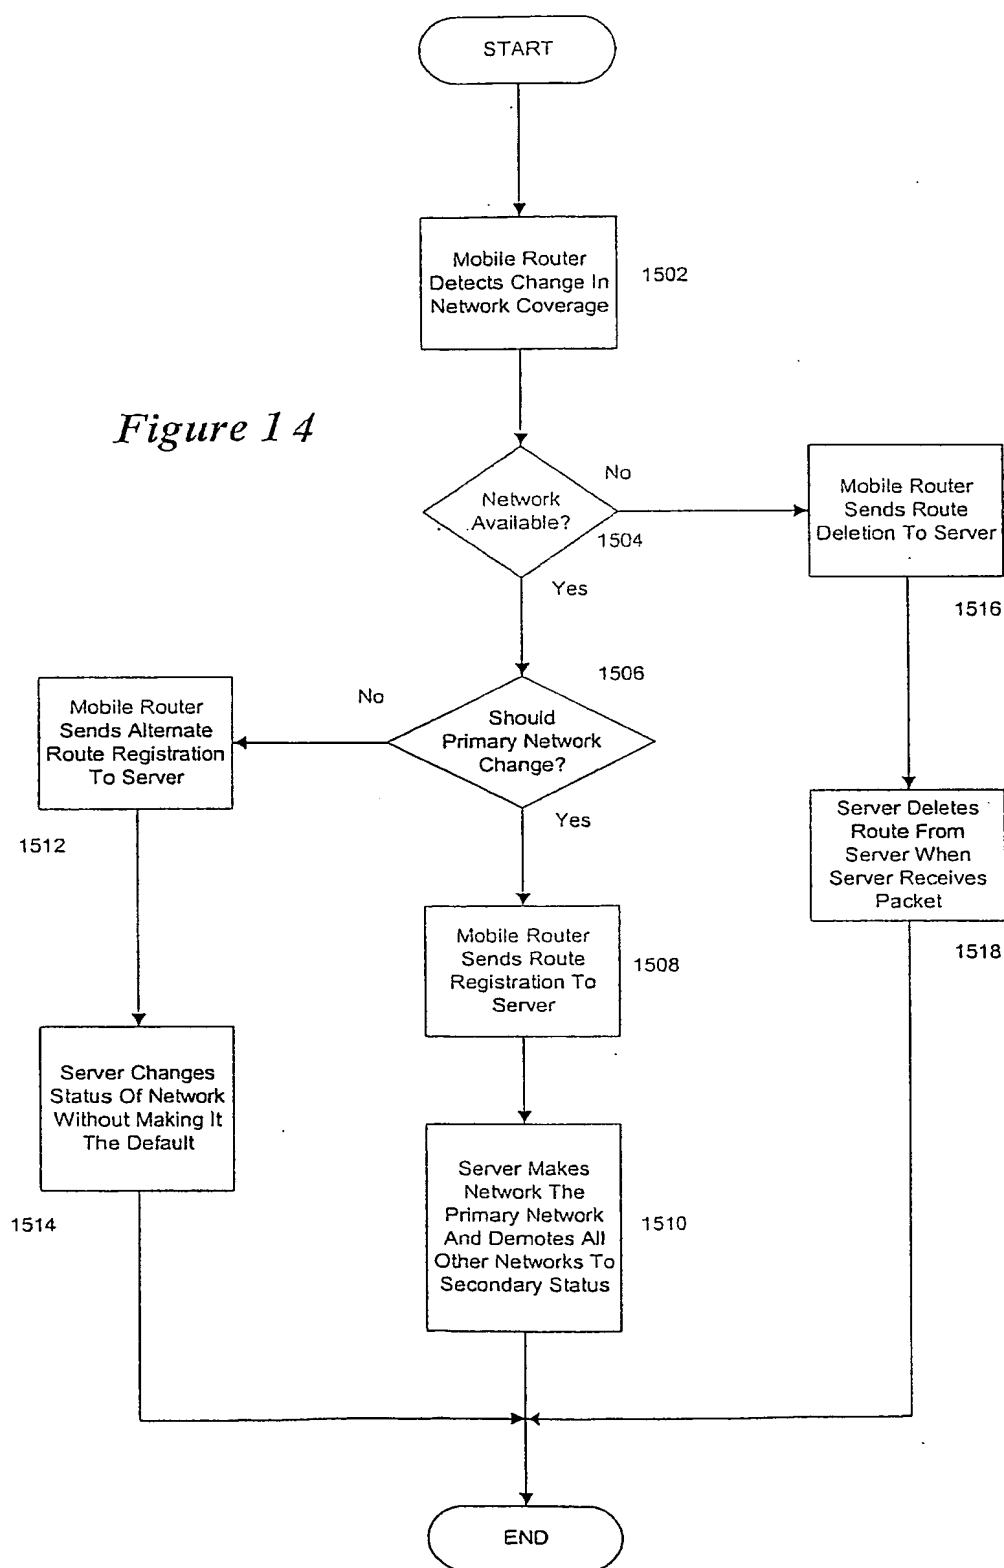 START
Mobile Router
Detects Change In
Network Coverage
1502
Figure 14
Network
Available?
No
1504
Yes
Mobile Router
Sends Route
Deletion To Server
1516
1506
No
Should
Primary Network
Change?
Yes
Mobile Router
Sends Alternate
Route Registration
To Server
1512
Server Deletes
Route From
Server When
Server Receives
Packet
1518
Mobile Router
Sends Route
Registration To
Server
1508
Server Changes
Status Of Network
Without Making It
The Default
1514
Server Makes
Network The
Primary Network
And Demotes All
Other Networks To
Secondary Status
1510
END